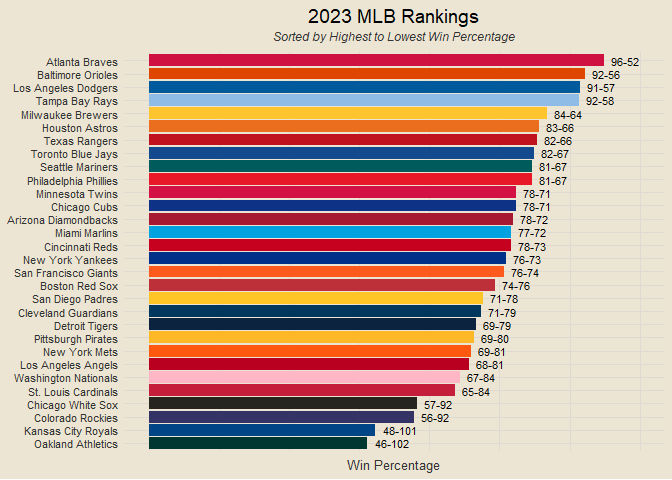 2023 MLB Rankings
Sorted by Highest to Lowest Win Percentage
Atlanta Braves 96-52
Baltimore Orioles 92-56
Los Angeles Dodgers 91-57
Tampa Bay Rays 92-58
Milwaukee Brewers 84-64
Houston Astros 83-66
Texas Rangers 82-66
Toronto Blue Jays 82-67
Seattle Mariners 81-67
Philadelphia Phillies 81-67
Minnesota Twins 78-71
Chicago Cubs 78-71
Arizona Diamondbacks 78-72
Miami Marlins 77-72
Cincinnati Reds 78-73
New York Yankees 76-73
San Francisco Giants 76-74
Boston Red Sox 74-76
San Diego Padres 71-78
Cleveland Guardians 71-79
Detroit Tigers 69-79
Pittsburgh Pirates 69-80
New York Mets 69-81
Los Angeles Angels 68-81
Washington Nationals 67-84
St. Louis Cardinals 65-84
Chicago White Sox 57-92
Colorado Rockies 56-92
Kansas City Royals 48-101
Oakland Athletics 46-102
Win Percentage